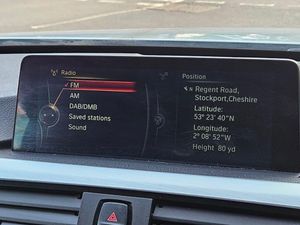 Radio
✓ FM
AM
DAB/DMB
Saved stations
Sound
Position
N Regent Road,
Stockport,Cheshire
Latitude:
53° 23' 40"N
Longitude:
2° 08' 52"W
Height 80 yd